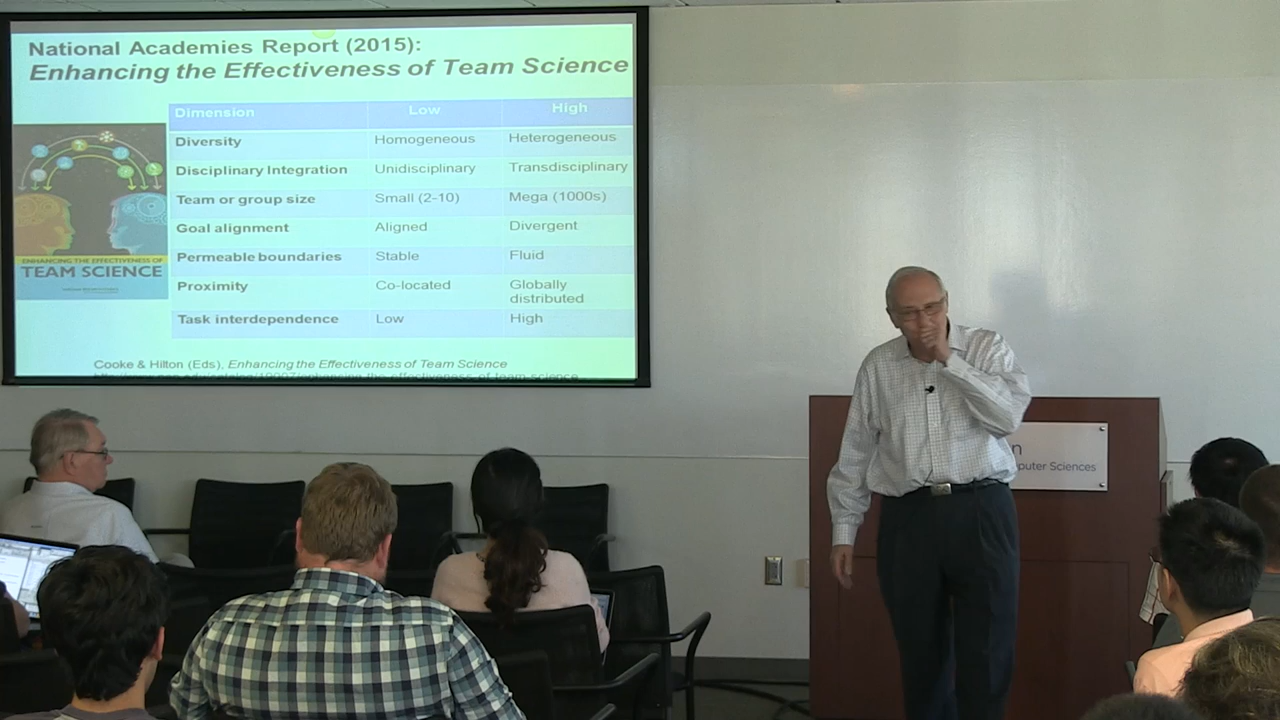 National Academies Report (2015):
Enhancing the Effectiveness of Team Science
Dimension Low High
Diversity Homogeneous Heterogeneous
Disciplinary Integration Unidisciplinary Transdisciplinary
Team or group size Small (2-10) Mega (1000s)
Goal alignment Aligned Divergent
Permeable boundaries Stable Fluid
Proximity Co-located Globally
distributed
Task interdependence Low High
ENHANCING THE EFFECTIVENESS OF
TEAM SCIENCE
Cooke & Hilton (Eds), Enhancing the Effectiveness of Team Science
n
puter Sciences